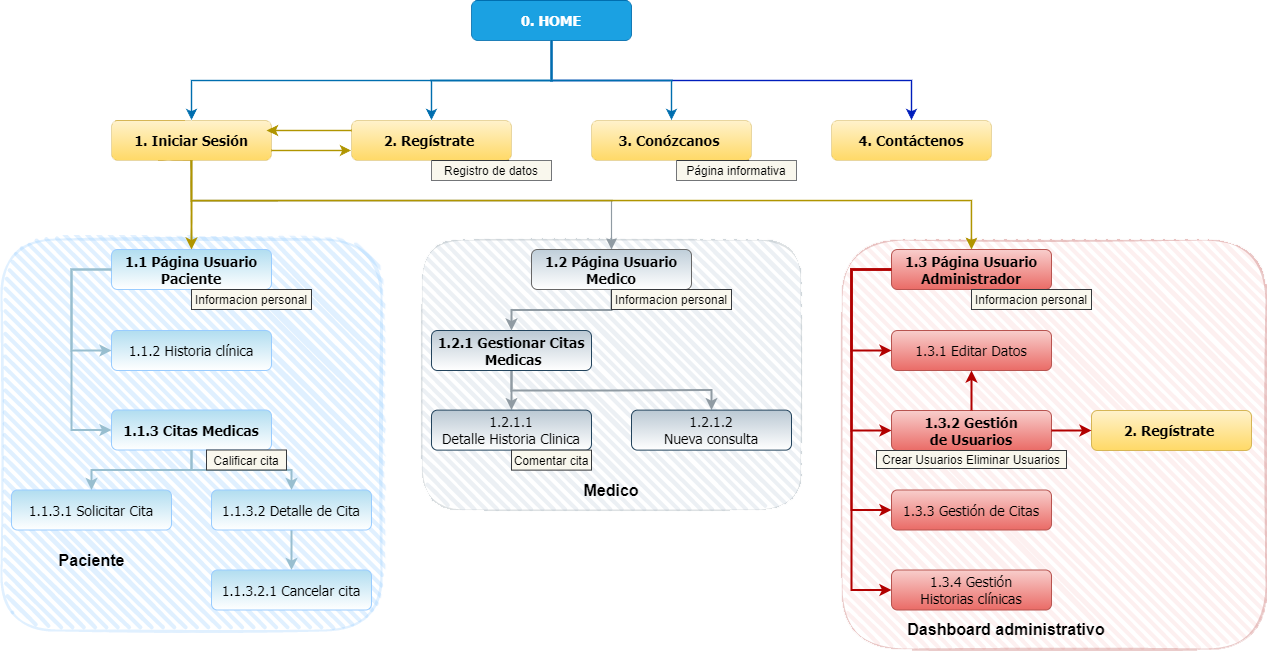 0. HOME
1. Iniciar Sesión
2. Regístrate
3. Conózcanos
4. Contáctenos
Registro de datos
Página informativa
1.1 Página Usuario
Paciente
Informacion personal
1.1.2 Historia clínica
1.1.3 Citas Medicas
Calificar cita
1.1.3.1 Solicitar Cita
1.1.3.2 Detalle de Cita
1.1.3.2.1 Cancelar cita
Paciente
1.2 Página Usuario
Medico
Informacion personal
1.2.1 Gestionar Citas
Medicas
1.2.1.1
Detalle Historia Clinica
Comentar cita
1.2.1.2
Nueva consulta
Medico
1.3 Página Usuario
Administrador
Informacion personal
1.3.1 Editar Datos
1.3.2 Gestión
de Usuarios
Crear Usuarios Eliminar Usuarios
2. Regístrate
1.3.3 Gestión de Citas
1.3.4 Gestión
Historias clínicas
Dashboard administrativo